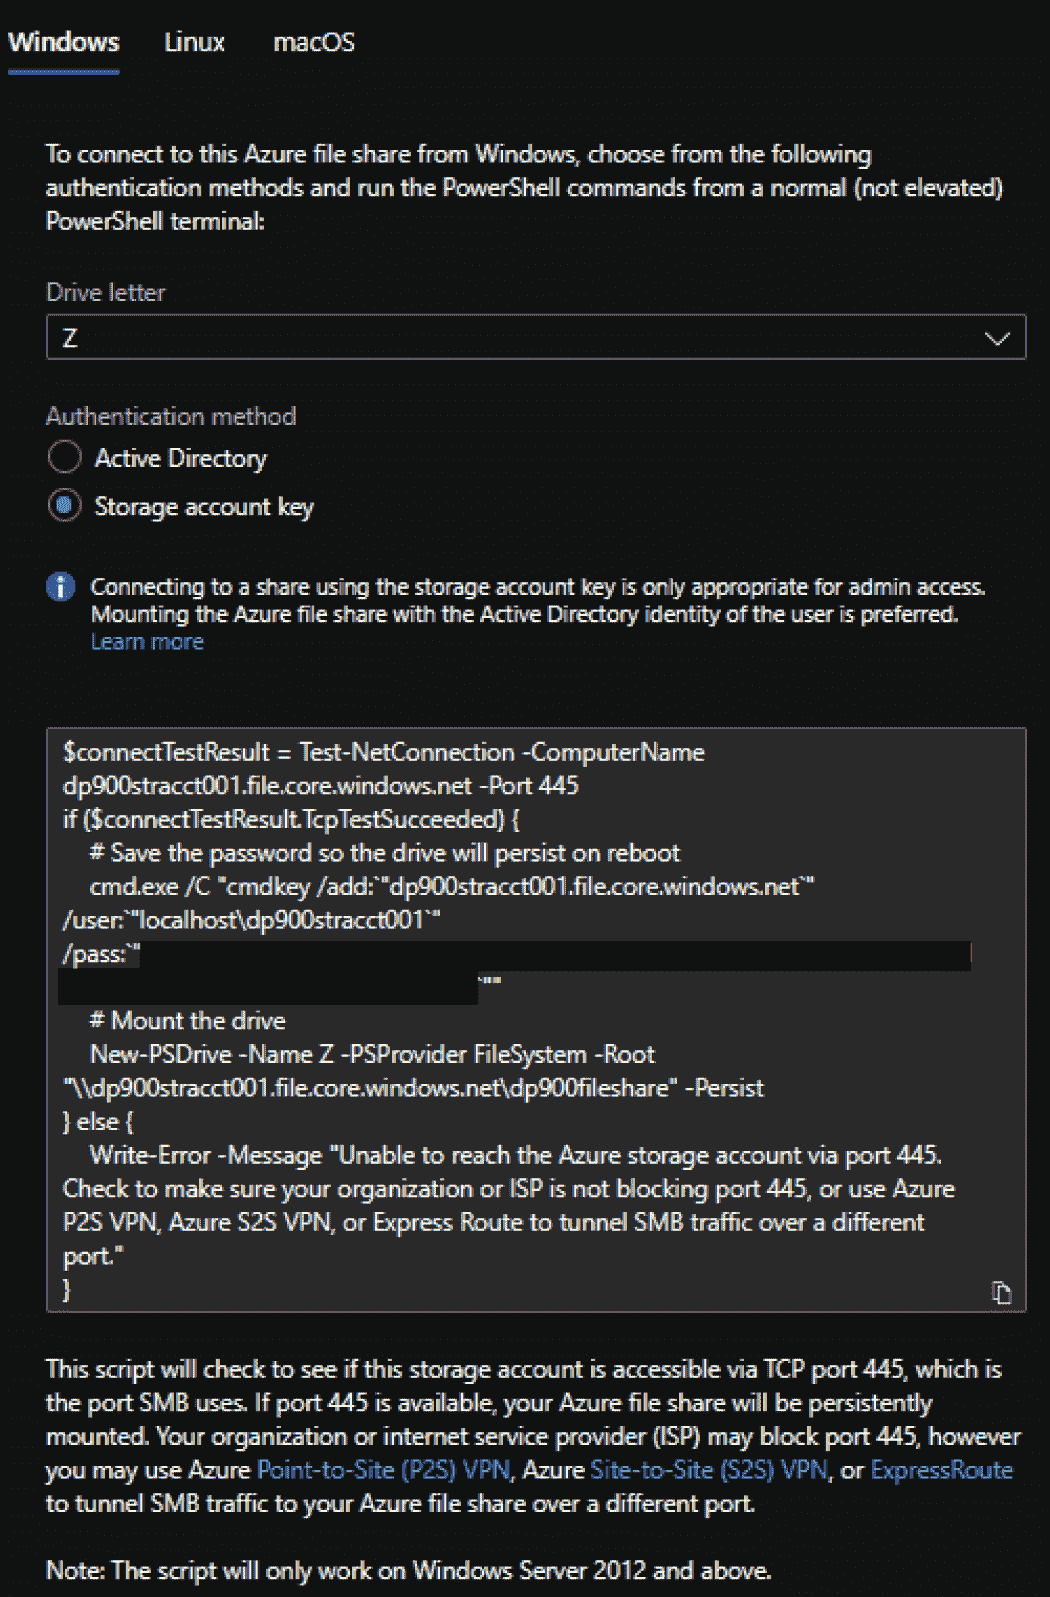 Windows Linux macOS
To connect to this Azure file share from Windows, choose from the following
authentication methods and run the PowerShell commands from a normal (not elevated)
PowerShell terminal:
Drive letter
Z
Authentication method
Active Directory
Storage account key
Connecting to a share using the storage account key is only appropriate for admin access.
Mounting the Azure file share with the Active Directory identity of the user is preferred.
Learn more
$connectTestResult = Test-NetConnection -ComputerName
dp900stracct001.file.core.windows.net -Port 445
if ($connectTestResult.TcpTestSucceeded) {
# Save the password so the drive will persist on reboot
cmd.exe /C "cmdkey /add:`"dp900stracct001.file.core.windows.net`"
/user:`"localhost\dp900stracct001`"
/pass:`"
`""
# Mount the drive
New-PSDrive -Name Z -PSProvider FileSystem -Root
"\\dp900stracct001.file.core.windows.net\dp900fileshare" -Persist
} else {
Write-Error -Message "Unable to reach the Azure storage account via port 445.
Check to make sure your organization or ISP is not blocking port 445, or use Azure
P2S VPN, Azure S2S VPN, or Express Route to tunnel SMB traffic over a different
port."
}
This script will check to see if this storage account is accessible via TCP port 445, which is
the port SMB uses. If port 445 is available, your Azure file share will be persistently
mounted. Your organization or internet service provider (ISP) may block port 445, however
you may use Azure Point-to-Site (P2S) VPN, Azure Site-to-Site (S2S) VPN, or ExpressRoute
to tunnel SMB traffic to your Azure file share over a different port.
Note: The script will only work on Windows Server 2012 and above.